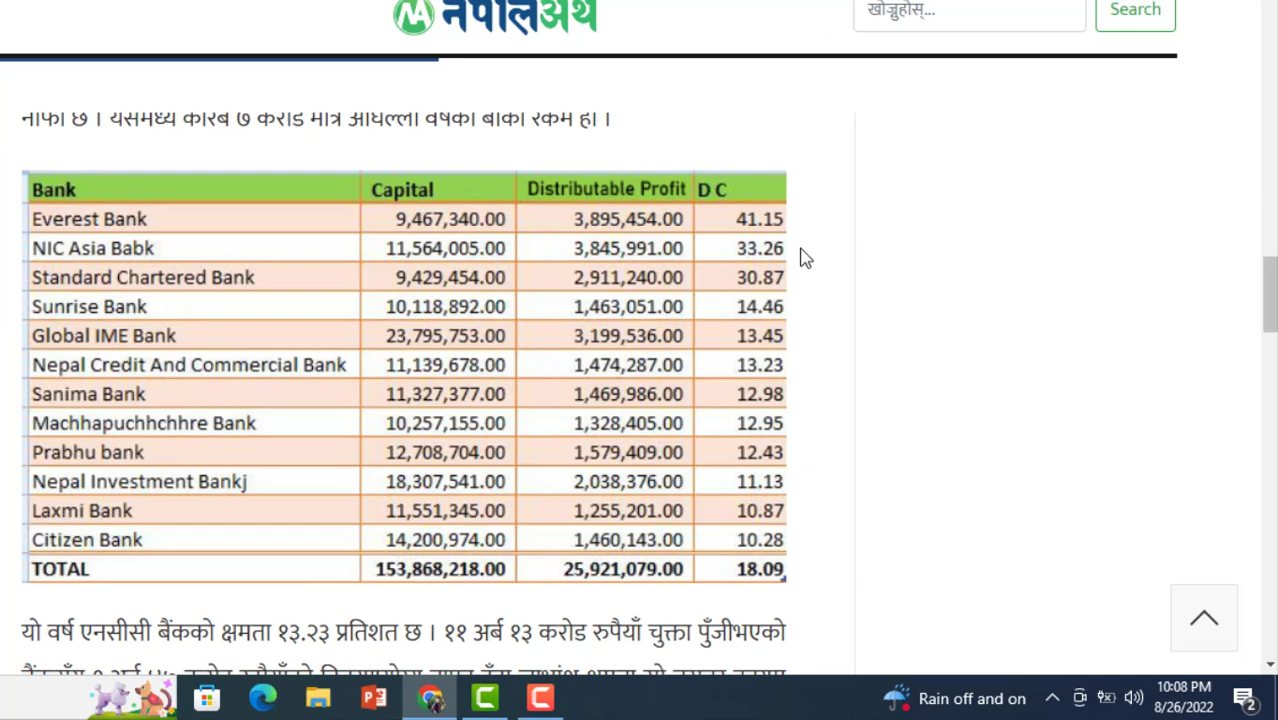 नेपालअर्थ
खोज्नुहोस्... Search
नाफा छ । यसमध्ये करिब ७ करोड मात्र अघिल्लो वर्षको बाँकी रकम हो ।
Bank Capital Distributable Profit D C
Everest Bank 9,467,340.00 3,895,454.00 41.15
NIC Asia Babk 11,564,005.00 3,845,991.00 33.26
Standard Chartered Bank 9,429,454.00 2,911,240.00 30.87
Sunrise Bank 10,118,892.00 1,463,051.00 14.46
Global IME Bank 23,795,753.00 3,199,536.00 13.45
Nepal Credit And Commercial Bank 11,139,678.00 1,474,287.00 13.23
Sanima Bank 11,327,377.00 1,469,986.00 12.98
Machhapuchhchhre Bank 10,257,155.00 1,328,405.00 12.95
Prabhu bank 12,708,704.00 1,579,409.00 12.43
Nepal Investment Bankj 18,307,541.00 2,038,376.00 11.13
Laxmi Bank 11,551,345.00 1,255,201.00 10.87
Citizen Bank 14,200,974.00 1,460,143.00 10.28
TOTAL 153,868,218.00 25,921,079.00 18.09
यो वर्ष एनसीसी बैंकको क्षमता १३.२३ प्रतिशत छ । ११ अर्ब १३ करोड रुपैयाँ चुक्ता पुँजीभएको
Rain off and on
10:08 PM
8/26/2022
2